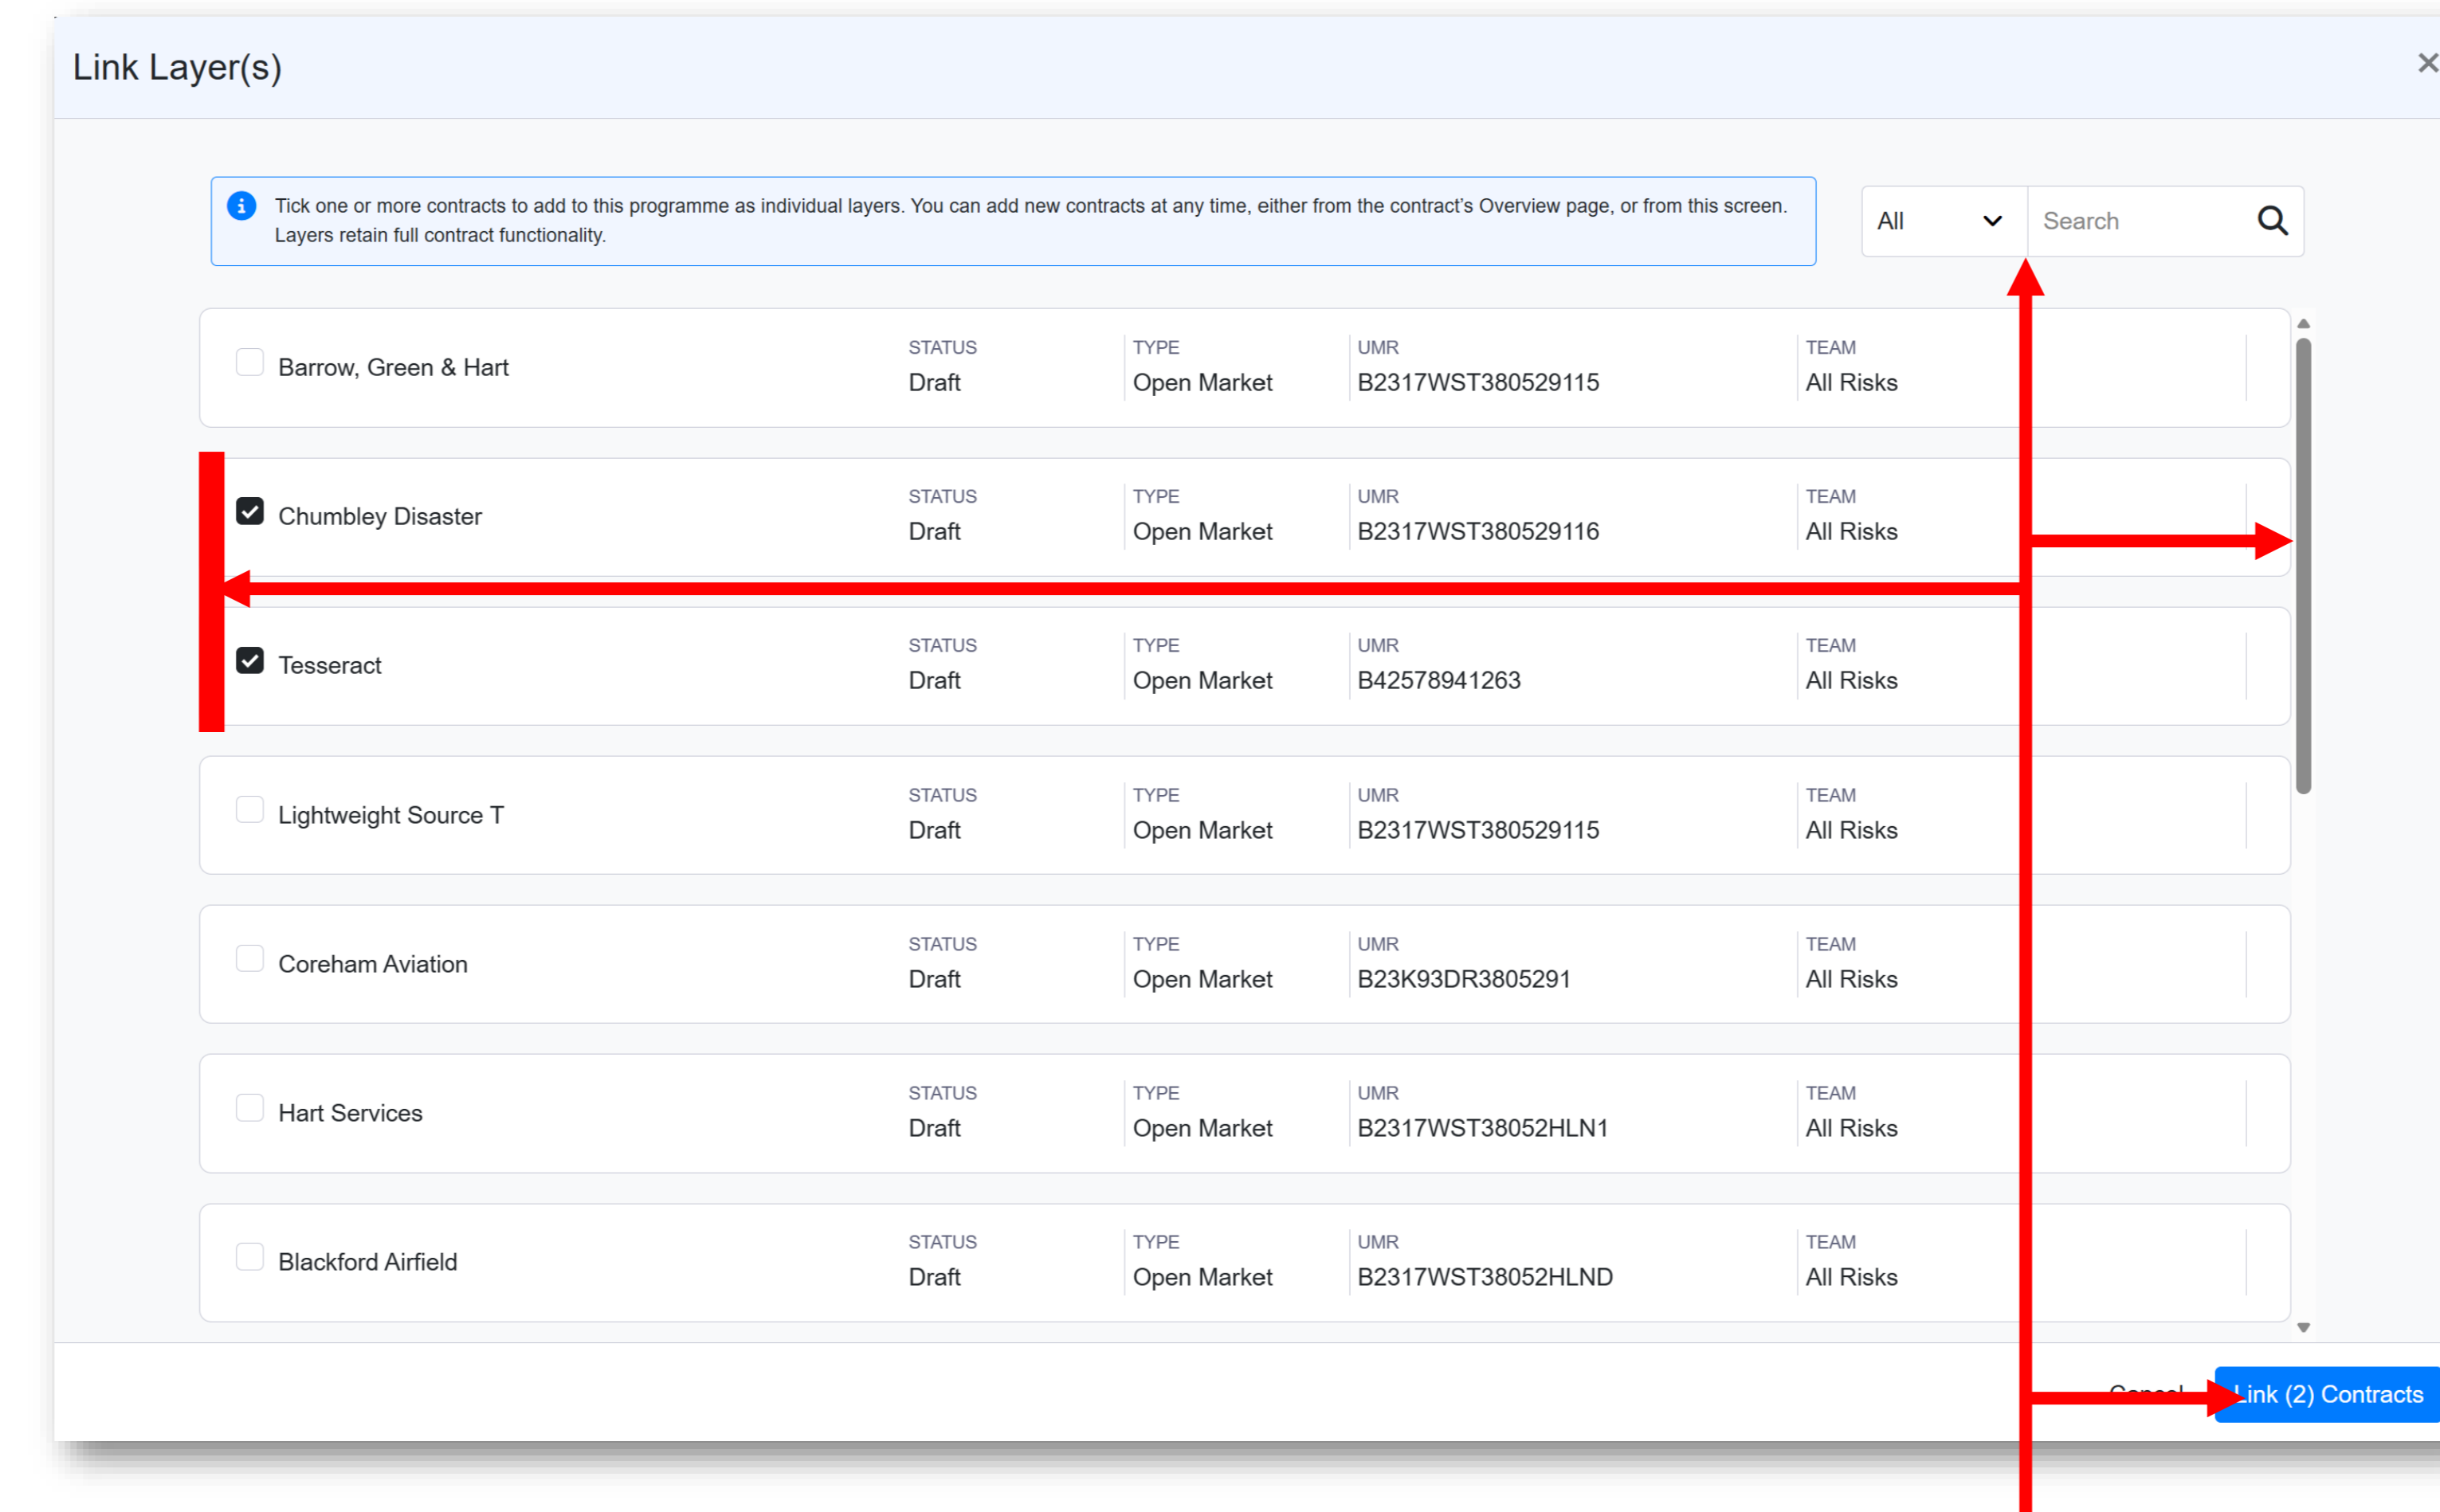 Link Layer(s)
Tick one or more contracts to add to this programme as individual layers. You can add new contracts at any time, either from the contract's Overview page, or from this screen.
Layers retain full contract functionality.
All Search
STATUS TYPE UMR TEAM
Barrow, Green & Hart Draft Open Market B2317WST380529115 All Risks
STATUS TYPE UMR TEAM
Chumbley Disaster Draft Open Market B2317WST380529116 All Risks
STATUS TYPE UMR TEAM
Tesseract Draft Open Market B42578941263 All Risks
STATUS TYPE UMR TEAM
Lightweight Source T Draft Open Market B2317WST380529115 All Risks
STATUS TYPE UMR TEAM
Coreham Aviation Draft Open Market B23K93DR3805291 All Risks
STATUS TYPE UMR TEAM
Hart Services Draft Open Market B2317WST38052HLN1 All Risks
STATUS TYPE UMR TEAM
Blackford Airfield Draft Open Market B2317WST38052HLND All Risks
Cancel Link (2) Contracts